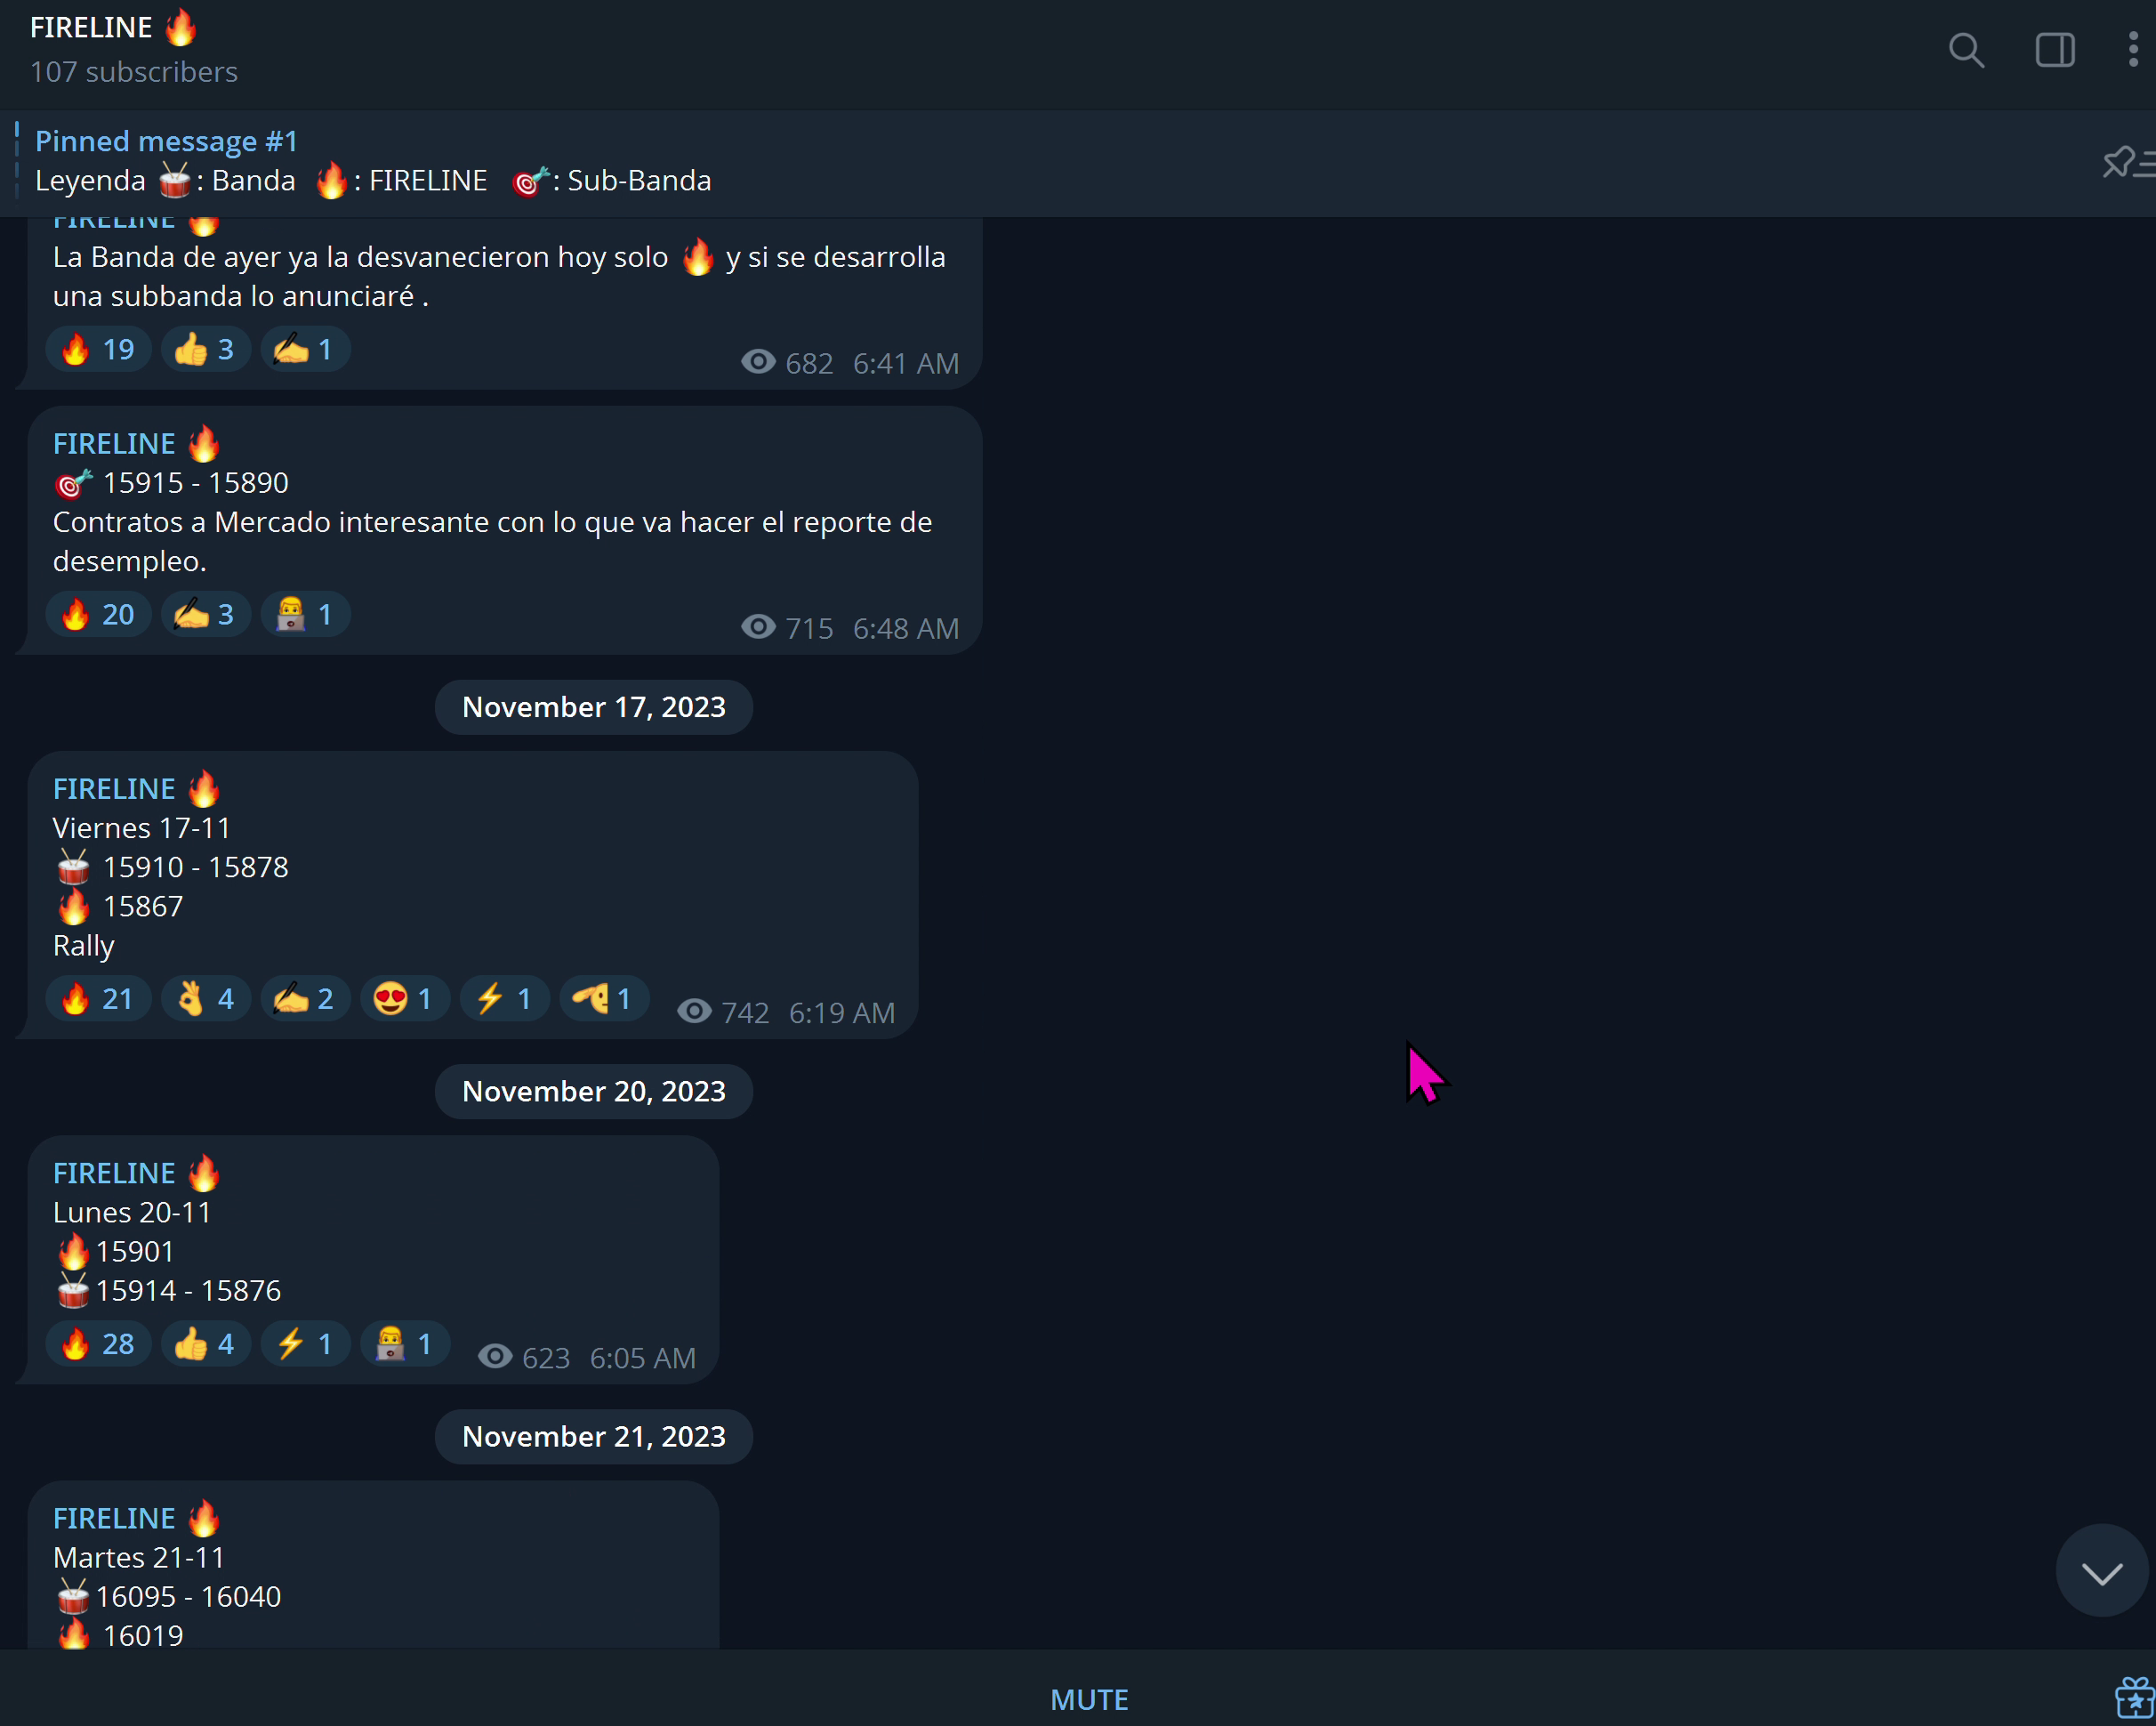 FIRELINE 🔥
107 subscribers
Pinned message #1
Leyenda 🥁: Banda 🔥: FIRELINE 🎯: Sub-Banda
FIRELINE 🔥
La Banda de ayer ya la desvanecieron hoy solo 🔥 y si se desarrolla
una subbanda lo anunciaré .
🔥 19 👍 3 ✍️ 1 682 6:41 AM
FIRELINE 🔥
🎯 15915 - 15890
Contratos a Mercado interesante con lo que va hacer el reporte de
desempleo.
🔥 20 ✍️ 3 👨‍💻 1 715 6:48 AM
November 17, 2023
FIRELINE 🔥
Viernes 17-11
🥁 15910 - 15878
🔥 15867
Rally
🔥 21 👌 4 ✍️ 2 😍 1 ⚡ 1 🫡 1 742 6:19 AM
November 20, 2023
FIRELINE 🔥
Lunes 20-11
🔥15901
🥁15914 - 15876
🔥 28 👍 4 ⚡ 1 👨‍💻 1 623 6:05 AM
November 21, 2023
FIRELINE 🔥
Martes 21-11
🥁16095 - 16040
🔥 16019
MUTE